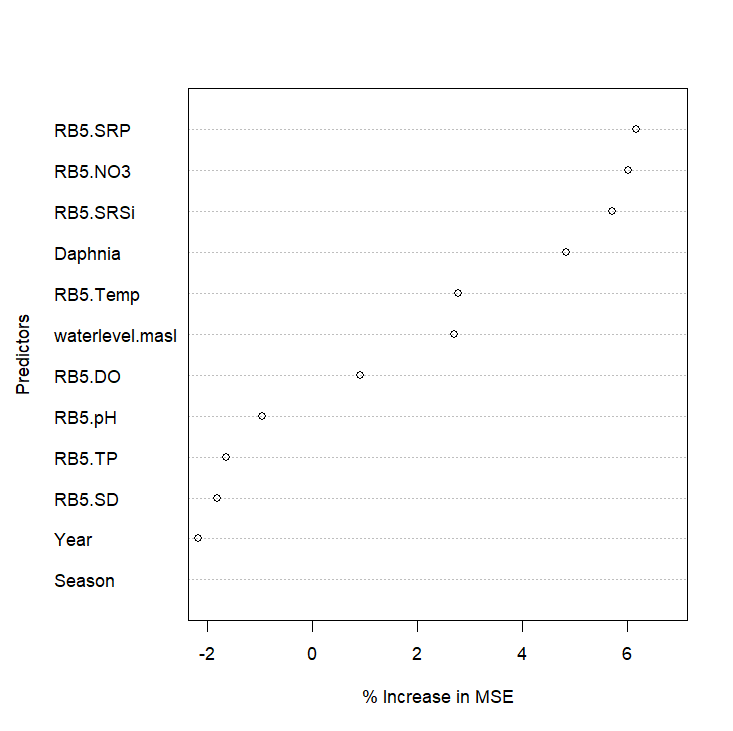 RB5.SRP
RB5.NO3
RB5.SRSi
Daphnia
RB5.Temp
waterlevel.masl
RB5.DO
RB5.pH
RB5.TP
RB5.SD
Year
Season
Predictors
-2 0 2 4 6
% Increase in MSE